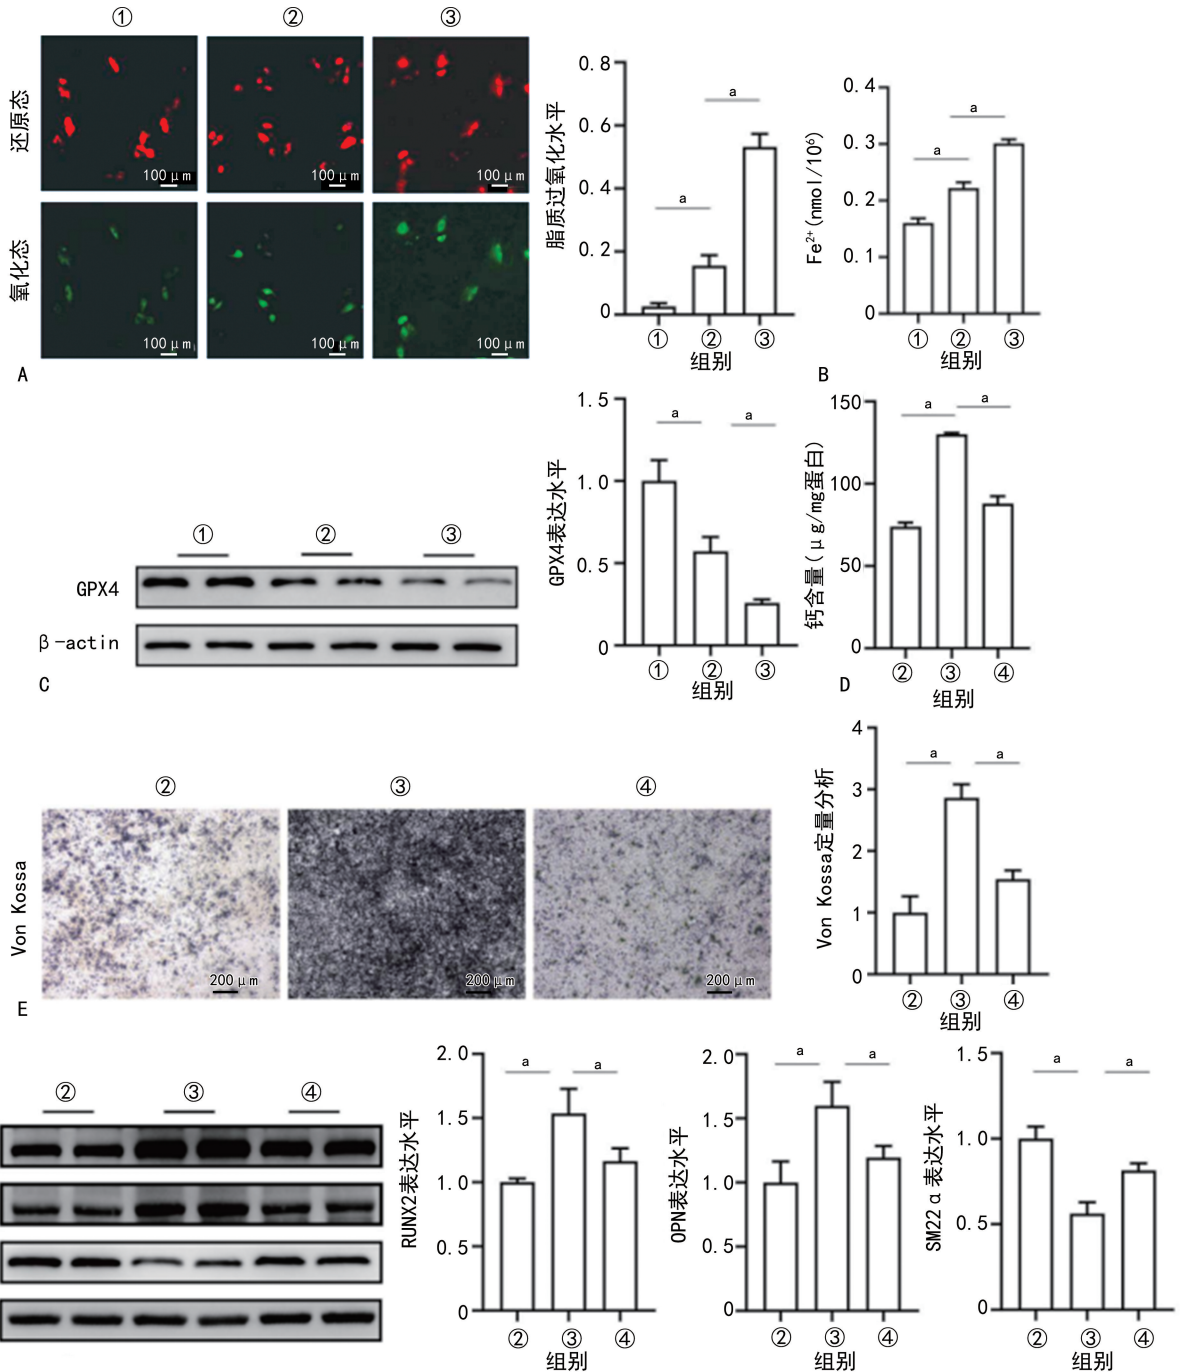 ① ② ③
还原态
100 μm 100 μm 100 μm
氧化态
100 μm 100 μm 100 μm
A
脂质过氧化水平
0.8
0.6
0.4
0.2
0
a
a
① ② ③
组别
Fe²⁺(nmol/10⁶)
0.4
0.3
0.2
0.1
0
a
a
① ② ③
组别
B
① ② ③
GPX4
β-actin
C
GPX4表达水平
1.5
1.0
0.5
0
a a
① ② ③
组别
钙含量(μg/mg蛋白)
150
100
50
0
a a
② ③ ④
组别
D
② ③ ④
Von Kossa
200 μm 200 μm 200 μm
E
Von Kossa定量分析
4
3
2
1
0
a a
② ③ ④
组别
② ③ ④
RUNX2表达水平
2.0
1.5
1.0
0.5
0
a a
② ③ ④
组别
OPN表达水平
2.0
1.5
1.0
0.5
0
a a
② ③ ④
组别
SM22α表达水平
1.5
1.0
0.5
0
a a
② ③ ④
组别